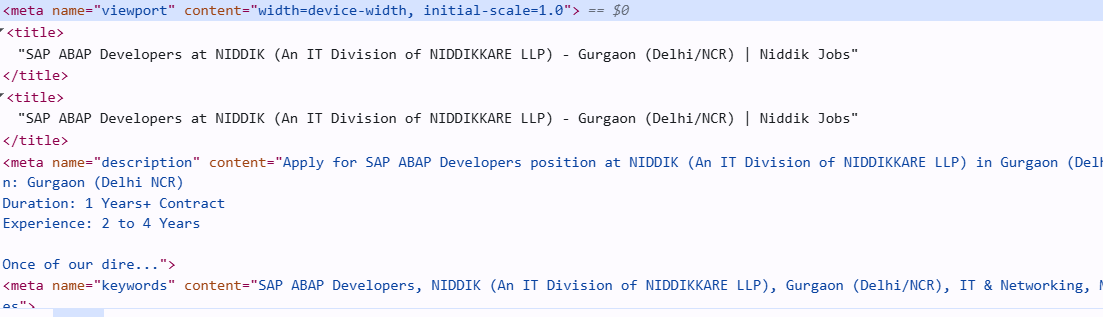 <meta name="viewport" content="width=device-width, initial-scale=1.0"> == $0
<title>
"SAP ABAP Developers at NIDDIK (An IT Division of NIDDIKKARE LLP) - Gurgaon (Delhi/NCR) | Niddik Jobs"
</title>
<title>
"SAP ABAP Developers at NIDDIK (An IT Division of NIDDIKKARE LLP) - Gurgaon (Delhi/NCR) | Niddik Jobs"
</title>
<meta name="description" content="Apply for SAP ABAP Developers position at NIDDIK (An IT Division of NIDDIKKARE LLP) in Gurgaon
n: Gurgaon (Delhi NCR)
Duration: 1 Years+ Contract
Experience: 2 to 4 Years
Once of our dire...">
<meta name="keywords" content="SAP ABAP Developers, NIDDIK (An IT Division of NIDDIKKARE LLP), Gurgaon (Delhi/NCR), IT & Networking,
es">